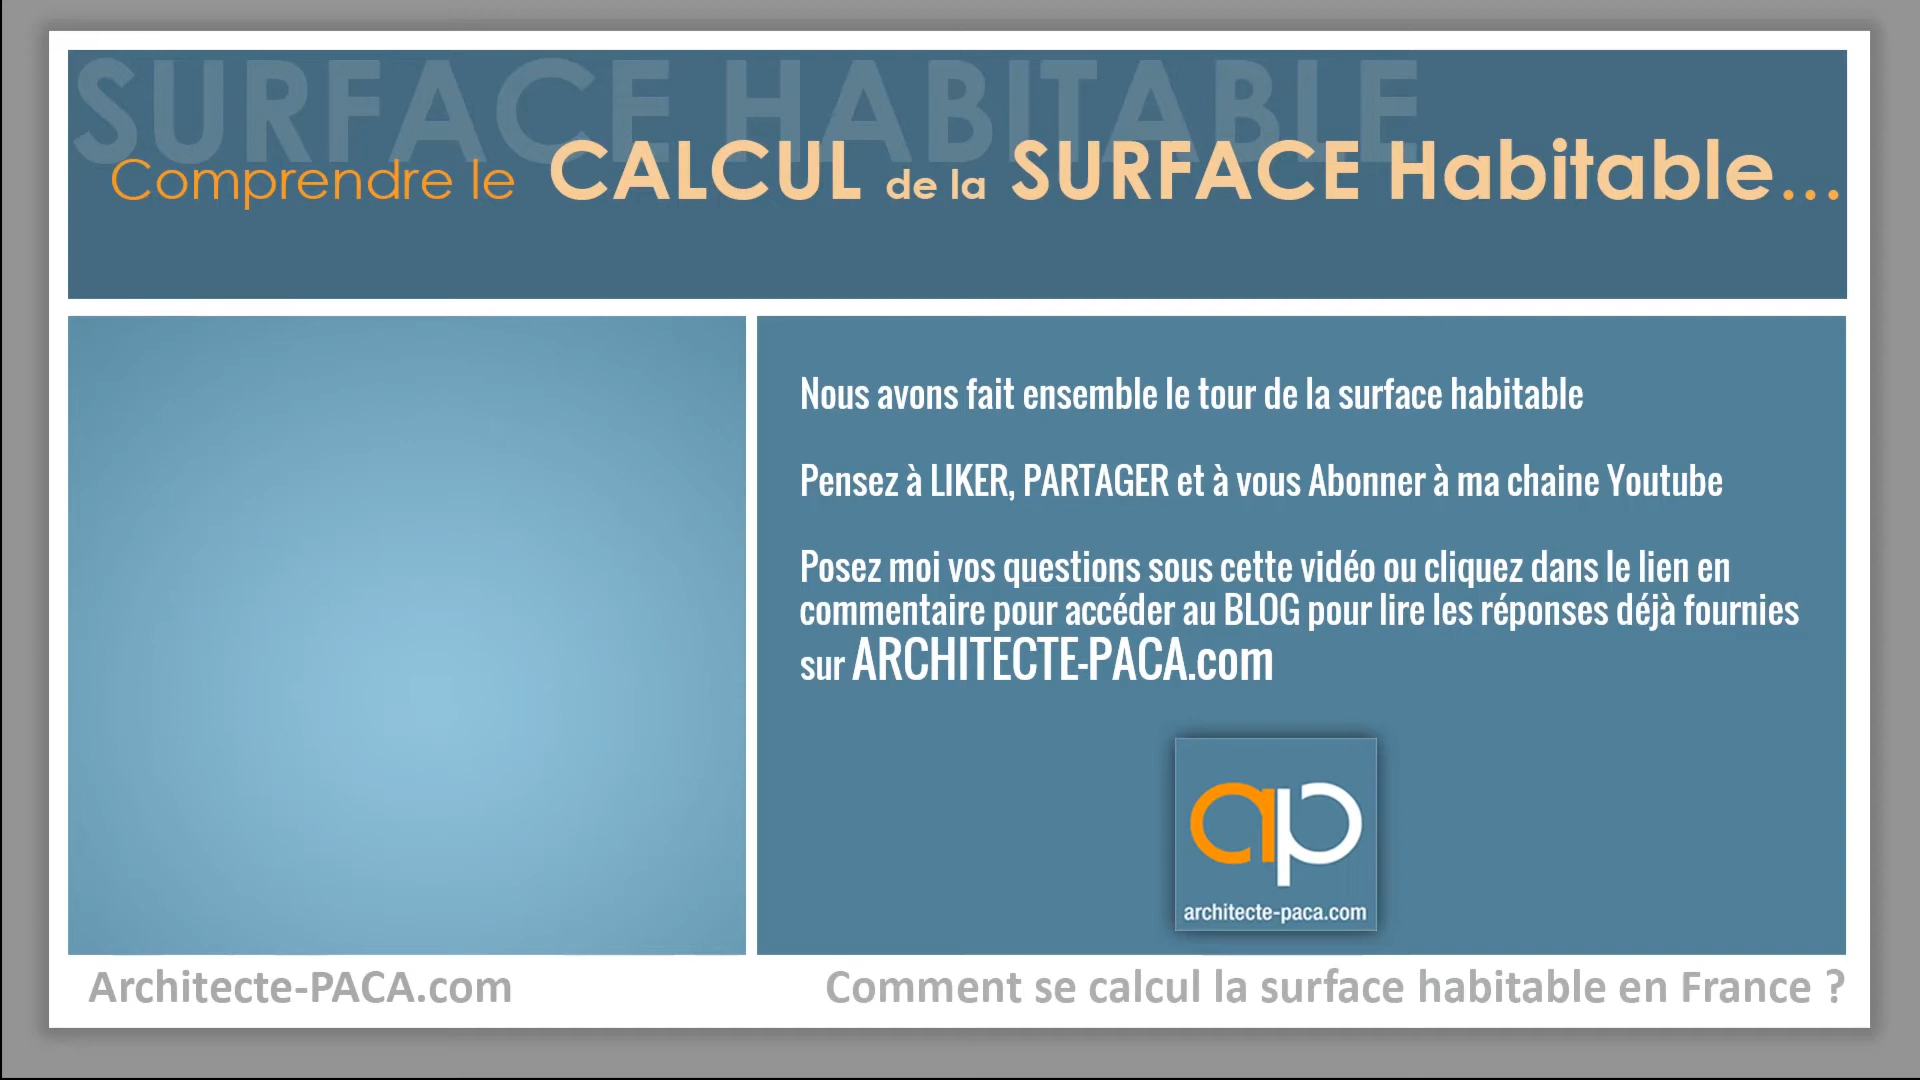 SURFACE HABITABLE
Comprendre le CALCUL de la SURFACE Habitable...
Nous avons fait ensemble le tour de la surface habitable
Pensez à LIKER, PARTAGER et à vous Abonner à ma chaine Youtube
Posez moi vos questions sous cette vidéo ou cliquez dans le lien en
commentaire pour accéder au BLOG pour lire les réponses déjà fournies
sur ARCHITECTE-PACA.com
ap
architecte-paca.com
Architecte-PACA.com
Comment se calcul la surface habitable en France ?